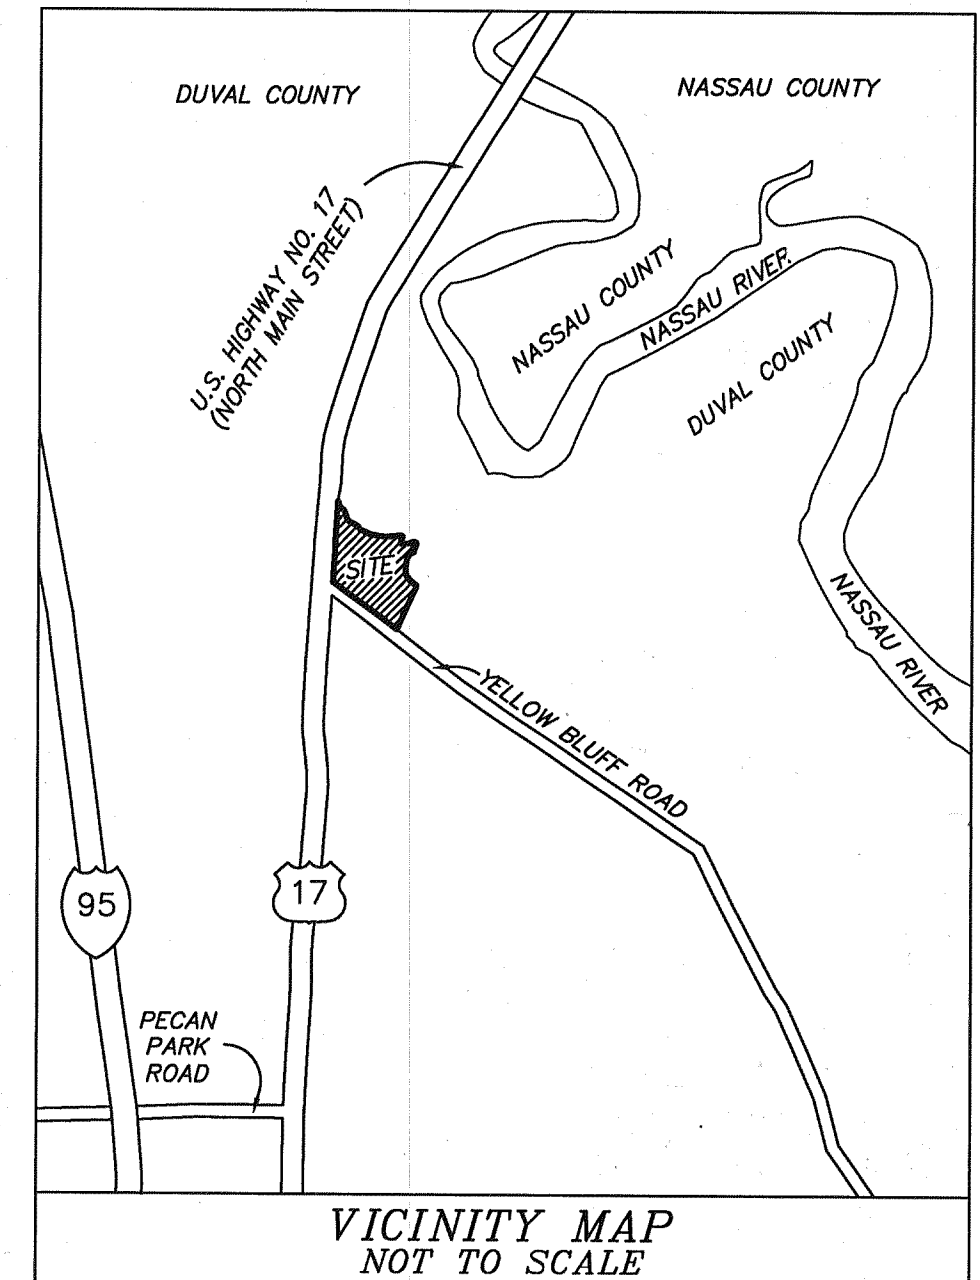 DUVAL COUNTY
NASSAU COUNTY
U.S. HIGHWAY NO. 17
(NORTH MAIN STREET)
NASSAU COUNTY
NASSAU RIVER
DUVAL COUNTY
SITE
NASSAU RIVER
YELLOW BLUFF ROAD
95
17
PECAN
PARK
ROAD
VICINITY MAP
NOT TO SCALE